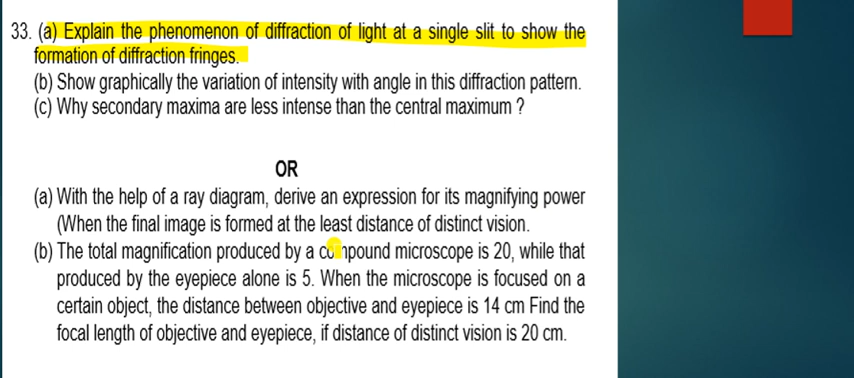 33. (a) Explain the phenomenon of diffraction of light at a single slit to show the
formation of diffraction fringes.
(b) Show graphically the variation of intensity with angle in this diffraction pattern.
(c) Why secondary maxima are less intense than the central maximum ?
OR
(a) With the help of a ray diagram, derive an expression for its magnifying power
(When the final image is formed at the least distance of distinct vision.
(b) The total magnification produced by a compound microscope is 20, while that
produced by the eyepiece alone is 5. When the microscope is focused on a
certain object, the distance between objective and eyepiece is 14 cm Find the
focal length of objective and eyepiece, if distance of distinct vision is 20 cm.